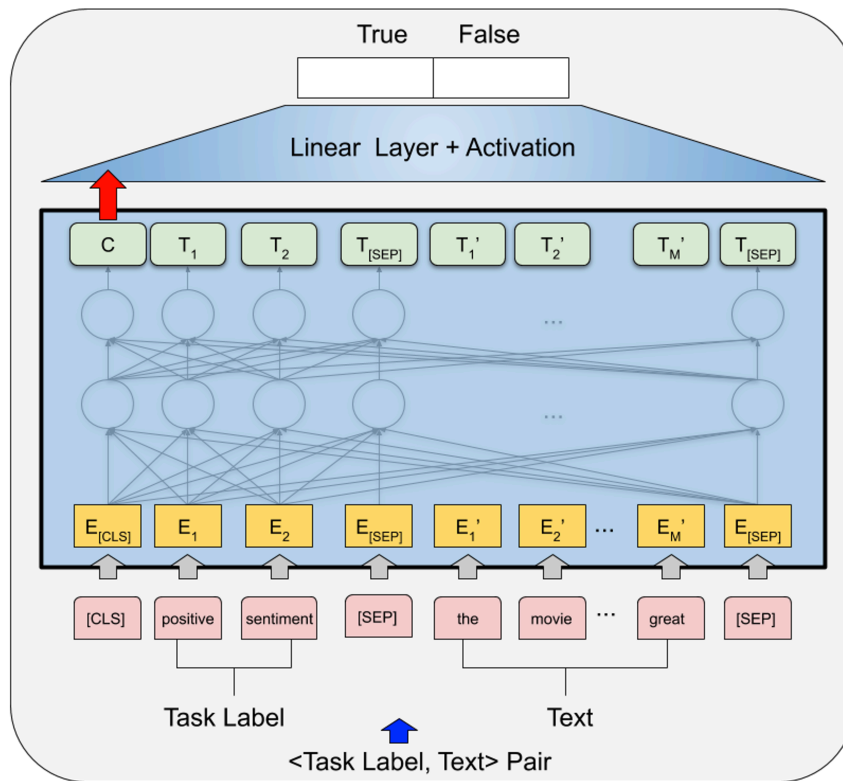 True False
Linear Layer + Activation
C T1 T2 T[SEP] T1’ T2’ TM’ T[SEP]
...
...
E[CLS] E1 E2 E[SEP] E1’ E2’ ... EM’ E[SEP]
[CLS] positive sentiment [SEP] the movie ... great [SEP]
Task Label Text
<Task Label, Text> Pair